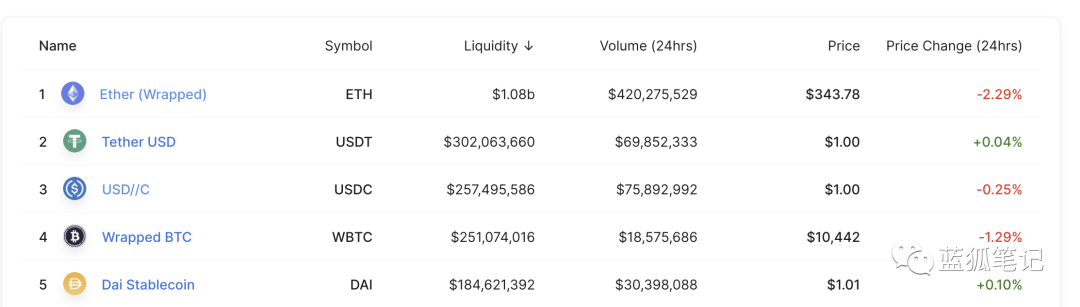 Name Symbol Liquidity ↓ Volume (24hrs) Price Price Change (24hrs)
1 Ether (Wrapped) ETH $1.08b $420,275,529 $343.78 -2.29%
2 Tether USD USDT $302,063,660 $69,852,333 $1.00 +0.04%
3 USD//C USDC $257,495,586 $75,892,992 $1.00 -0.25%
4 Wrapped BTC WBTC $251,074,016 $18,575,686 $10,442 -1.29%
蓝狐笔记
5 Dai Stablecoin DAI $184,621,392 $30,398,088 $1.01 +0.10%